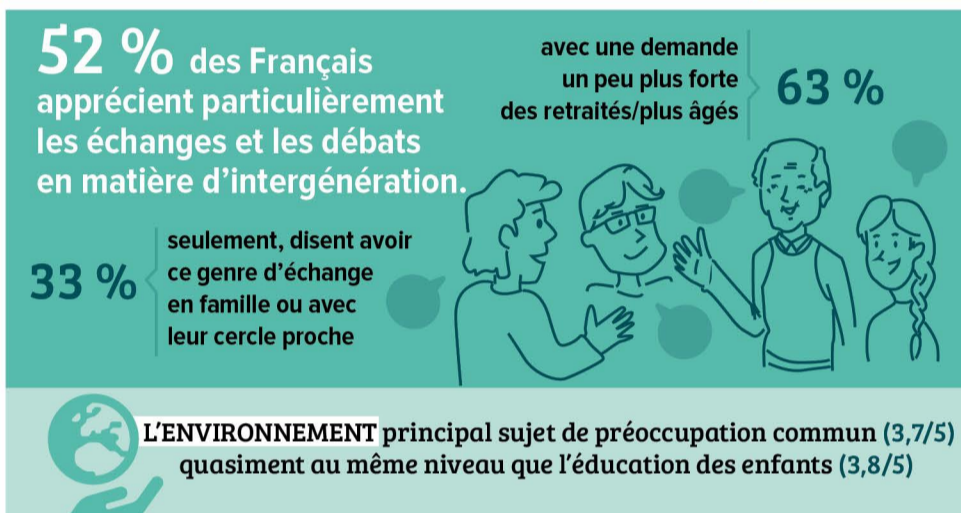 52 % des Français
apprécient particulièrement
les échanges et les débats
en matière d’intergénération.
avec une demande
un peu plus forte
des retraités/plus âgés
63 %
33 %
seulement, disent avoir
ce genre d’échange
en famille ou avec
leur cercle proche
L’ENVIRONNEMENT principal sujet de préoccupation commun (3,7/5)
quasiment au même niveau que l’éducation des enfants (3,8/5)